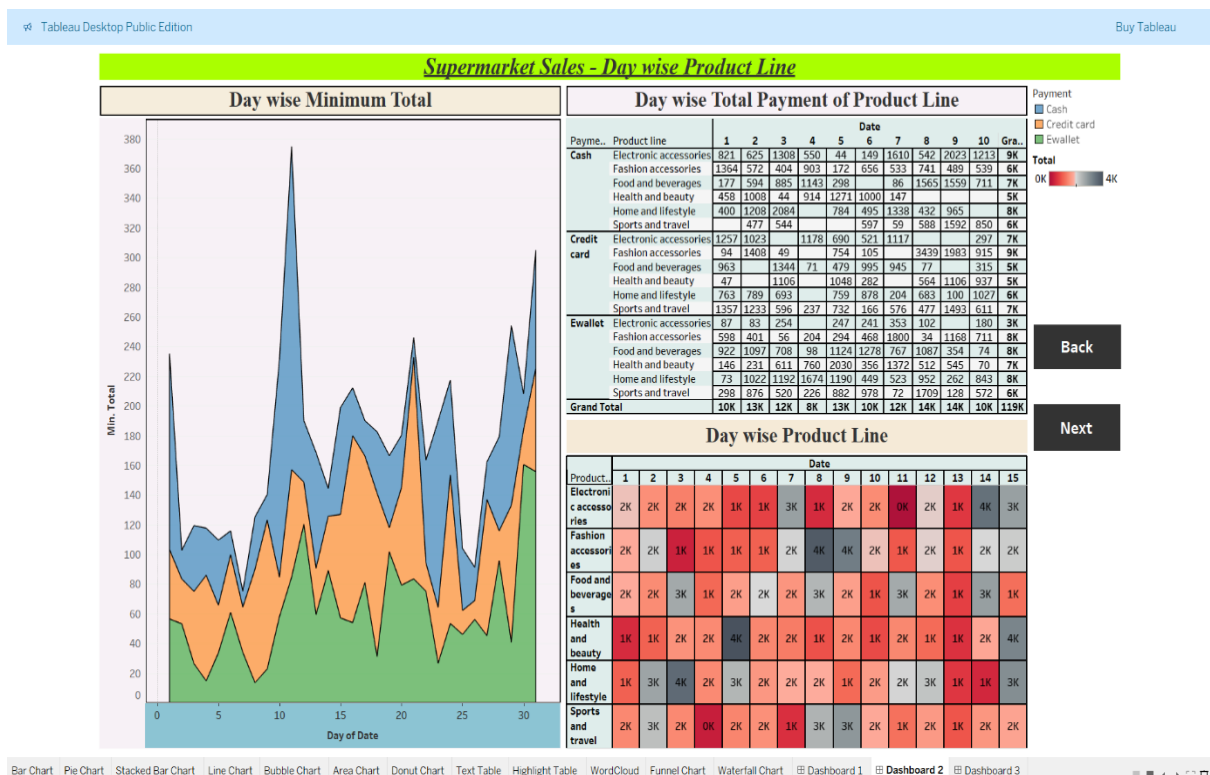 Tableau Desktop Public Edition Buy Tableau
Supermarket Sales - Day wise Product Line
Day wise Minimum Total
Min. Total
380
360
340
320
300
280
260
240
220
200
180
160
140
120
100
80
60
40
20
0
0 5 10 15 20 25 30
Day of Date
Day wise Total Payment of Product Line
Date
Payme.. Product line 1 2 3 4 5 6 7 8 9 10 Gra..
Cash Electronic accessories 821 625 1308 550 44 149 1610 542 2023 1213 9K
Fashion accessories 1364 572 404 903 172 656 533 741 489 539 6K
Food and beverages 177 594 885 1143 298 86 1565 1559 711 7K
Health and beauty 458 1008 44 914 1271 1000 147 5K
Home and lifestyle 400 1208 2084 784 495 1338 432 965 8K
Sports and travel 477 544 597 59 588 1592 850 6K
Credit card Electronic accessories 1257 1023 1178 690 521 1117 297 7K
Fashion accessories 94 1408 49 754 105 3439 1983 915 9K
Food and beverages 963 1344 71 479 995 945 77 315 5K
Health and beauty 47 1106 1048 282 564 1106 937 5K
Home and lifestyle 763 789 693 759 878 204 683 100 1027 6K
Sports and travel 1357 1233 596 237 732 166 576 477 1493 611 7K
Ewallet Electronic accessories 87 83 254 247 241 353 102 180 3K
Fashion accessories 598 401 56 204 294 468 1800 34 1168 711 8K
Food and beverages 922 1097 708 98 1124 1278 767 1087 354 74 8K
Health and beauty 146 231 611 760 2030 356 1372 512 545 70 7K
Home and lifestyle 73 1022 1192 1674 1190 449 523 952 262 843 8K
Sports and travel 298 876 520 226 882 978 72 1709 128 572 6K
Grand Total 10K 13K 12K 8K 13K 10K 12K 14K 14K 10K 119K
Payment
Cash
Credit card
Ewallet
Total
0K 4K
Back
Next
Day wise Product Line
Date
Product.. 1 2 3 4 5 6 7 8 9 10 11 12 13 14 15
Electroni
c accesso
ries
2K 2K 2K 2K 1K 1K 3K 1K 2K 2K 0K 2K 1K 4K 3K
Fashion
accessori
es
2K 2K 1K 1K 1K 1K 2K 4K 4K 2K 1K 2K 1K 2K 2K
Food and
beverage
s
2K 2K 3K 1K 2K 2K 2K 3K 2K 1K 3K 2K 1K 3K 1K
Health
and
beauty
1K 1K 2K 2K 4K 2K 2K 1K 2K 1K 2K 1K 1K 2K 4K
Home
and
lifestyle
1K 3K 4K 2K 3K 2K 2K 2K 1K 2K 2K 3K 1K 1K 3K
Sports
and
travel
2K 3K 2K 0K 2K 2K 1K 3K 3K 2K 1K 2K 1K 2K 2K
Bar Chart Pie Chart Stacked Bar Chart Line Chart Bubble Chart Area Chart Donut Chart Text Table Highlight Table WordCloud Funnel Chart Waterfall Chart Dashboard 1 Dashboard 2 Dashboard 3